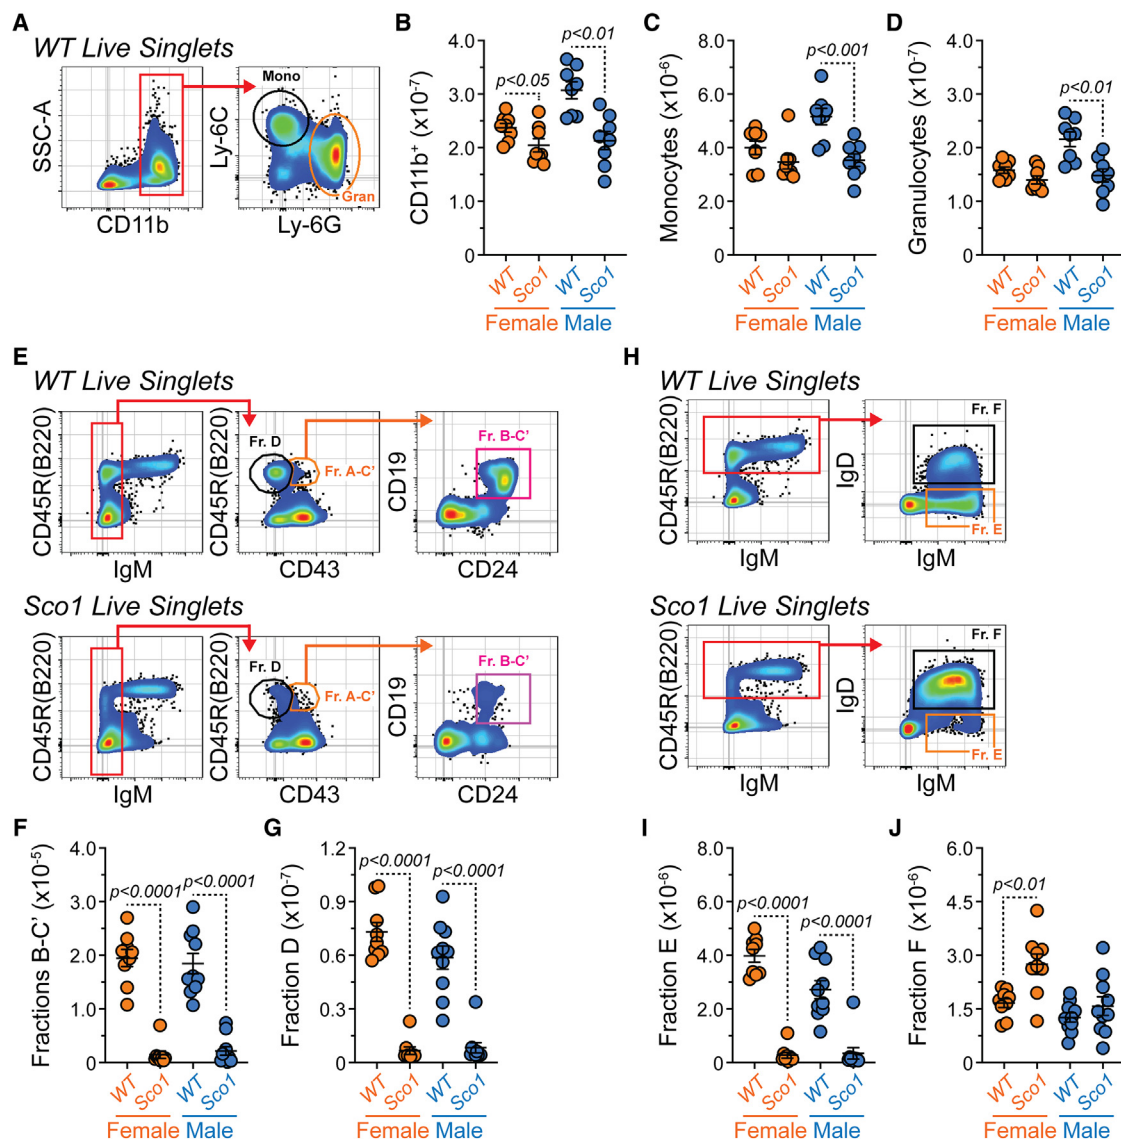 A
WT Live Singlets
SSC-A
CD11b
Mono
Ly-6C
Gran
Ly-6G
B
CD11b⁺ (x10⁻⁷)
4.0
3.0
2.0
1.0
0
p<0.05
p<0.01
WT Sco1 WT Sco1
Female Male
C
Monocytes (x10⁻⁶)
8.0
6.0
4.0
2.0
0
p<0.001
WT Sco1 WT Sco1
Female Male
D
Granulocytes (x10⁻⁷)
4.0
3.0
2.0
1.0
0
p<0.01
WT Sco1 WT Sco1
Female Male
E
WT Live Singlets
CD45R(B220)
IgM
CD45R(B220)
Fr. D
Fr. A-C’
CD43
CD19
Fr. B-C’
CD24
Sco1 Live Singlets
CD45R(B220)
IgM
CD45R(B220)
Fr. D
Fr. A-C’
CD43
CD19
Fr. B-C’
CD24
H
WT Live Singlets
CD45R(B220)
IgM
IgD
Fr. F
Fr. E
IgM
Sco1 Live Singlets
CD45R(B220)
IgM
IgD
Fr. F
Fr. E
IgM
F
Fractions B-C’ (x10⁻⁵)
4.0
3.0
2.0
1.0
0
p<0.0001
p<0.0001
WT Sco1 WT Sco1
Female Male
G
Fraction D (x10⁻⁷)
1.2
0.9
0.6
0.3
0
p<0.0001
p<0.0001
WT Sco1 WT Sco1
Female Male
I
Fraction E (x10⁻⁶)
8.0
6.0
4.0
2.0
0
p<0.0001
p<0.0001
WT Sco1 WT Sco1
Female Male
J
Fraction F (x10⁻⁶)
6.0
4.5
3.0
1.5
0
p<0.01
WT Sco1 WT Sco1
Female Male